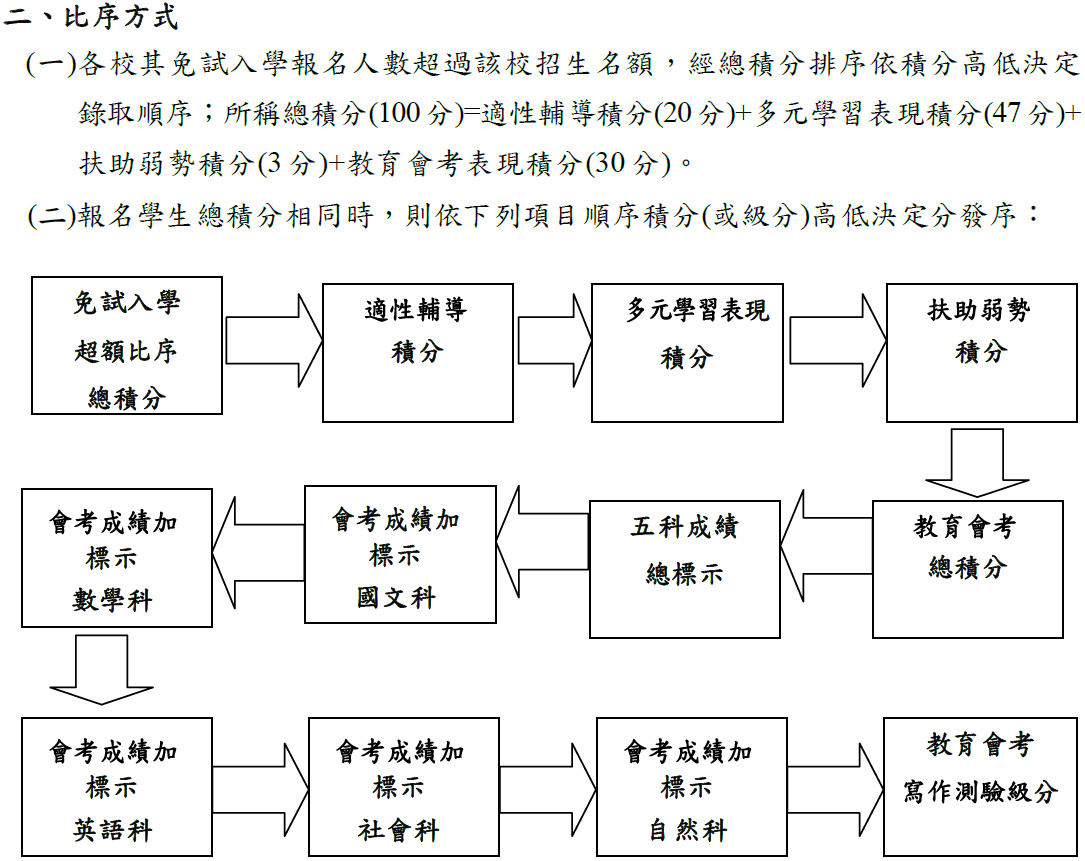 二、比序方式
(一)各校其免試入學報名人數超過該校招生名額，經總積分排序依積分高低決定
錄取順序；所稱總積分(100 分)=適性輔導積分(20 分)+多元學習表現積分(47 分)+
扶助弱勢積分(3 分)+教育會考表現積分(30 分)。
(二)報名學生總積分相同時，則依下列項目順序積分(或級分)高低決定分發序：
免試入學
超額比序
總積分
適性輔導
積分
多元學習表現
積分
扶助弱勢
積分
教育會考
總積分
五科成績
總標示
會考成績加
標示
國文科
會考成績加
標示
數學科
會考成績加
標示
英語科
會考成績加
標示
社會科
會考成績加
標示
自然科
教育會考
寫作測驗級分